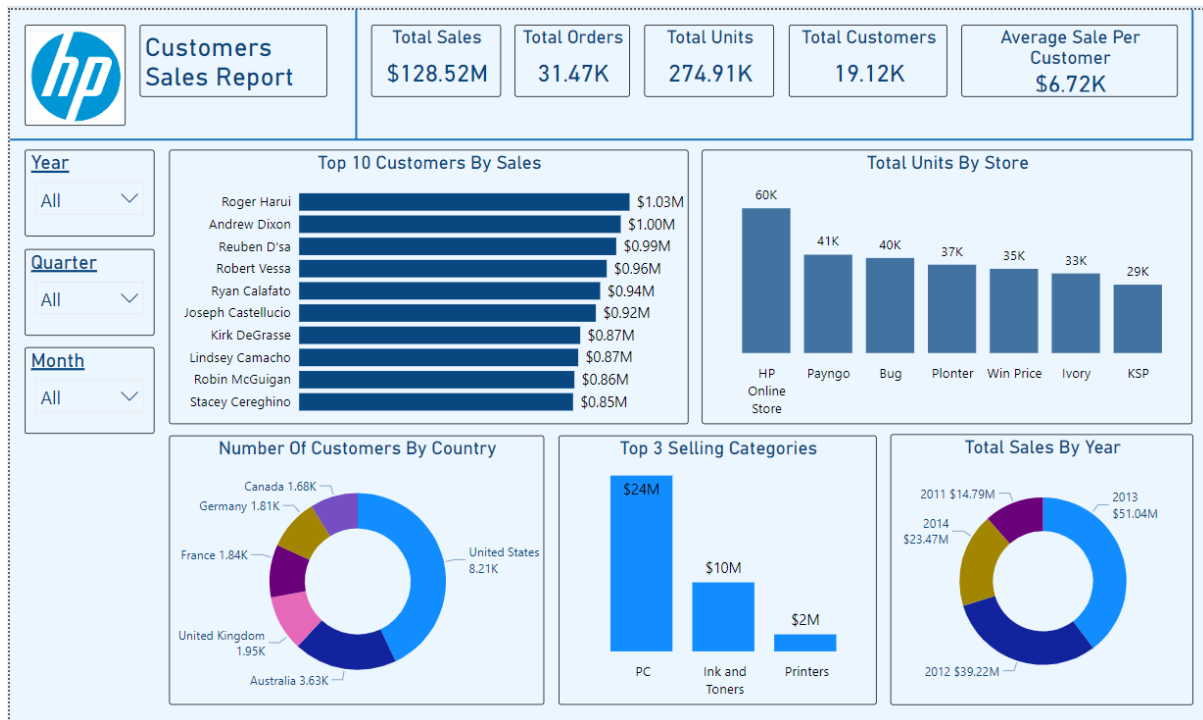 hp
Customers
Sales Report
Total Sales
$128.52M
Total Orders
31.47K
Total Units
274.91K
Total Customers
19.12K
Average Sale Per
Customer
$6.72K
Year
All
Quarter
All
Month
All
Top 10 Customers By Sales
Roger Harui $1.03M
Andrew Dixon $1.00M
Reuben D'sa $0.99M
Robert Vessa $0.96M
Ryan Calafato $0.94M
Joseph Castellucio $0.92M
Kirk DeGrasse $0.87M
Lindsey Camacho $0.87M
Robin McGuigan $0.86M
Stacey Cereghino $0.85M
Total Units By Store
60K
41K
40K
37K
35K
33K
29K
HP
Online
Store
Payngo
Bug
Plonter
Win Price
Ivory
KSP
Number Of Customers By Country
Canada 1.68K
Germany 1.81K
France 1.84K
United Kingdom
1.95K
Australia 3.63K
United States
8.21K
Top 3 Selling Categories
$24M
$10M
$2M
PC
Ink and
Toners
Printers
Total Sales By Year
2011 $14.79M
2014
$23.47M
2012 $39.22M
2013
$51.04M